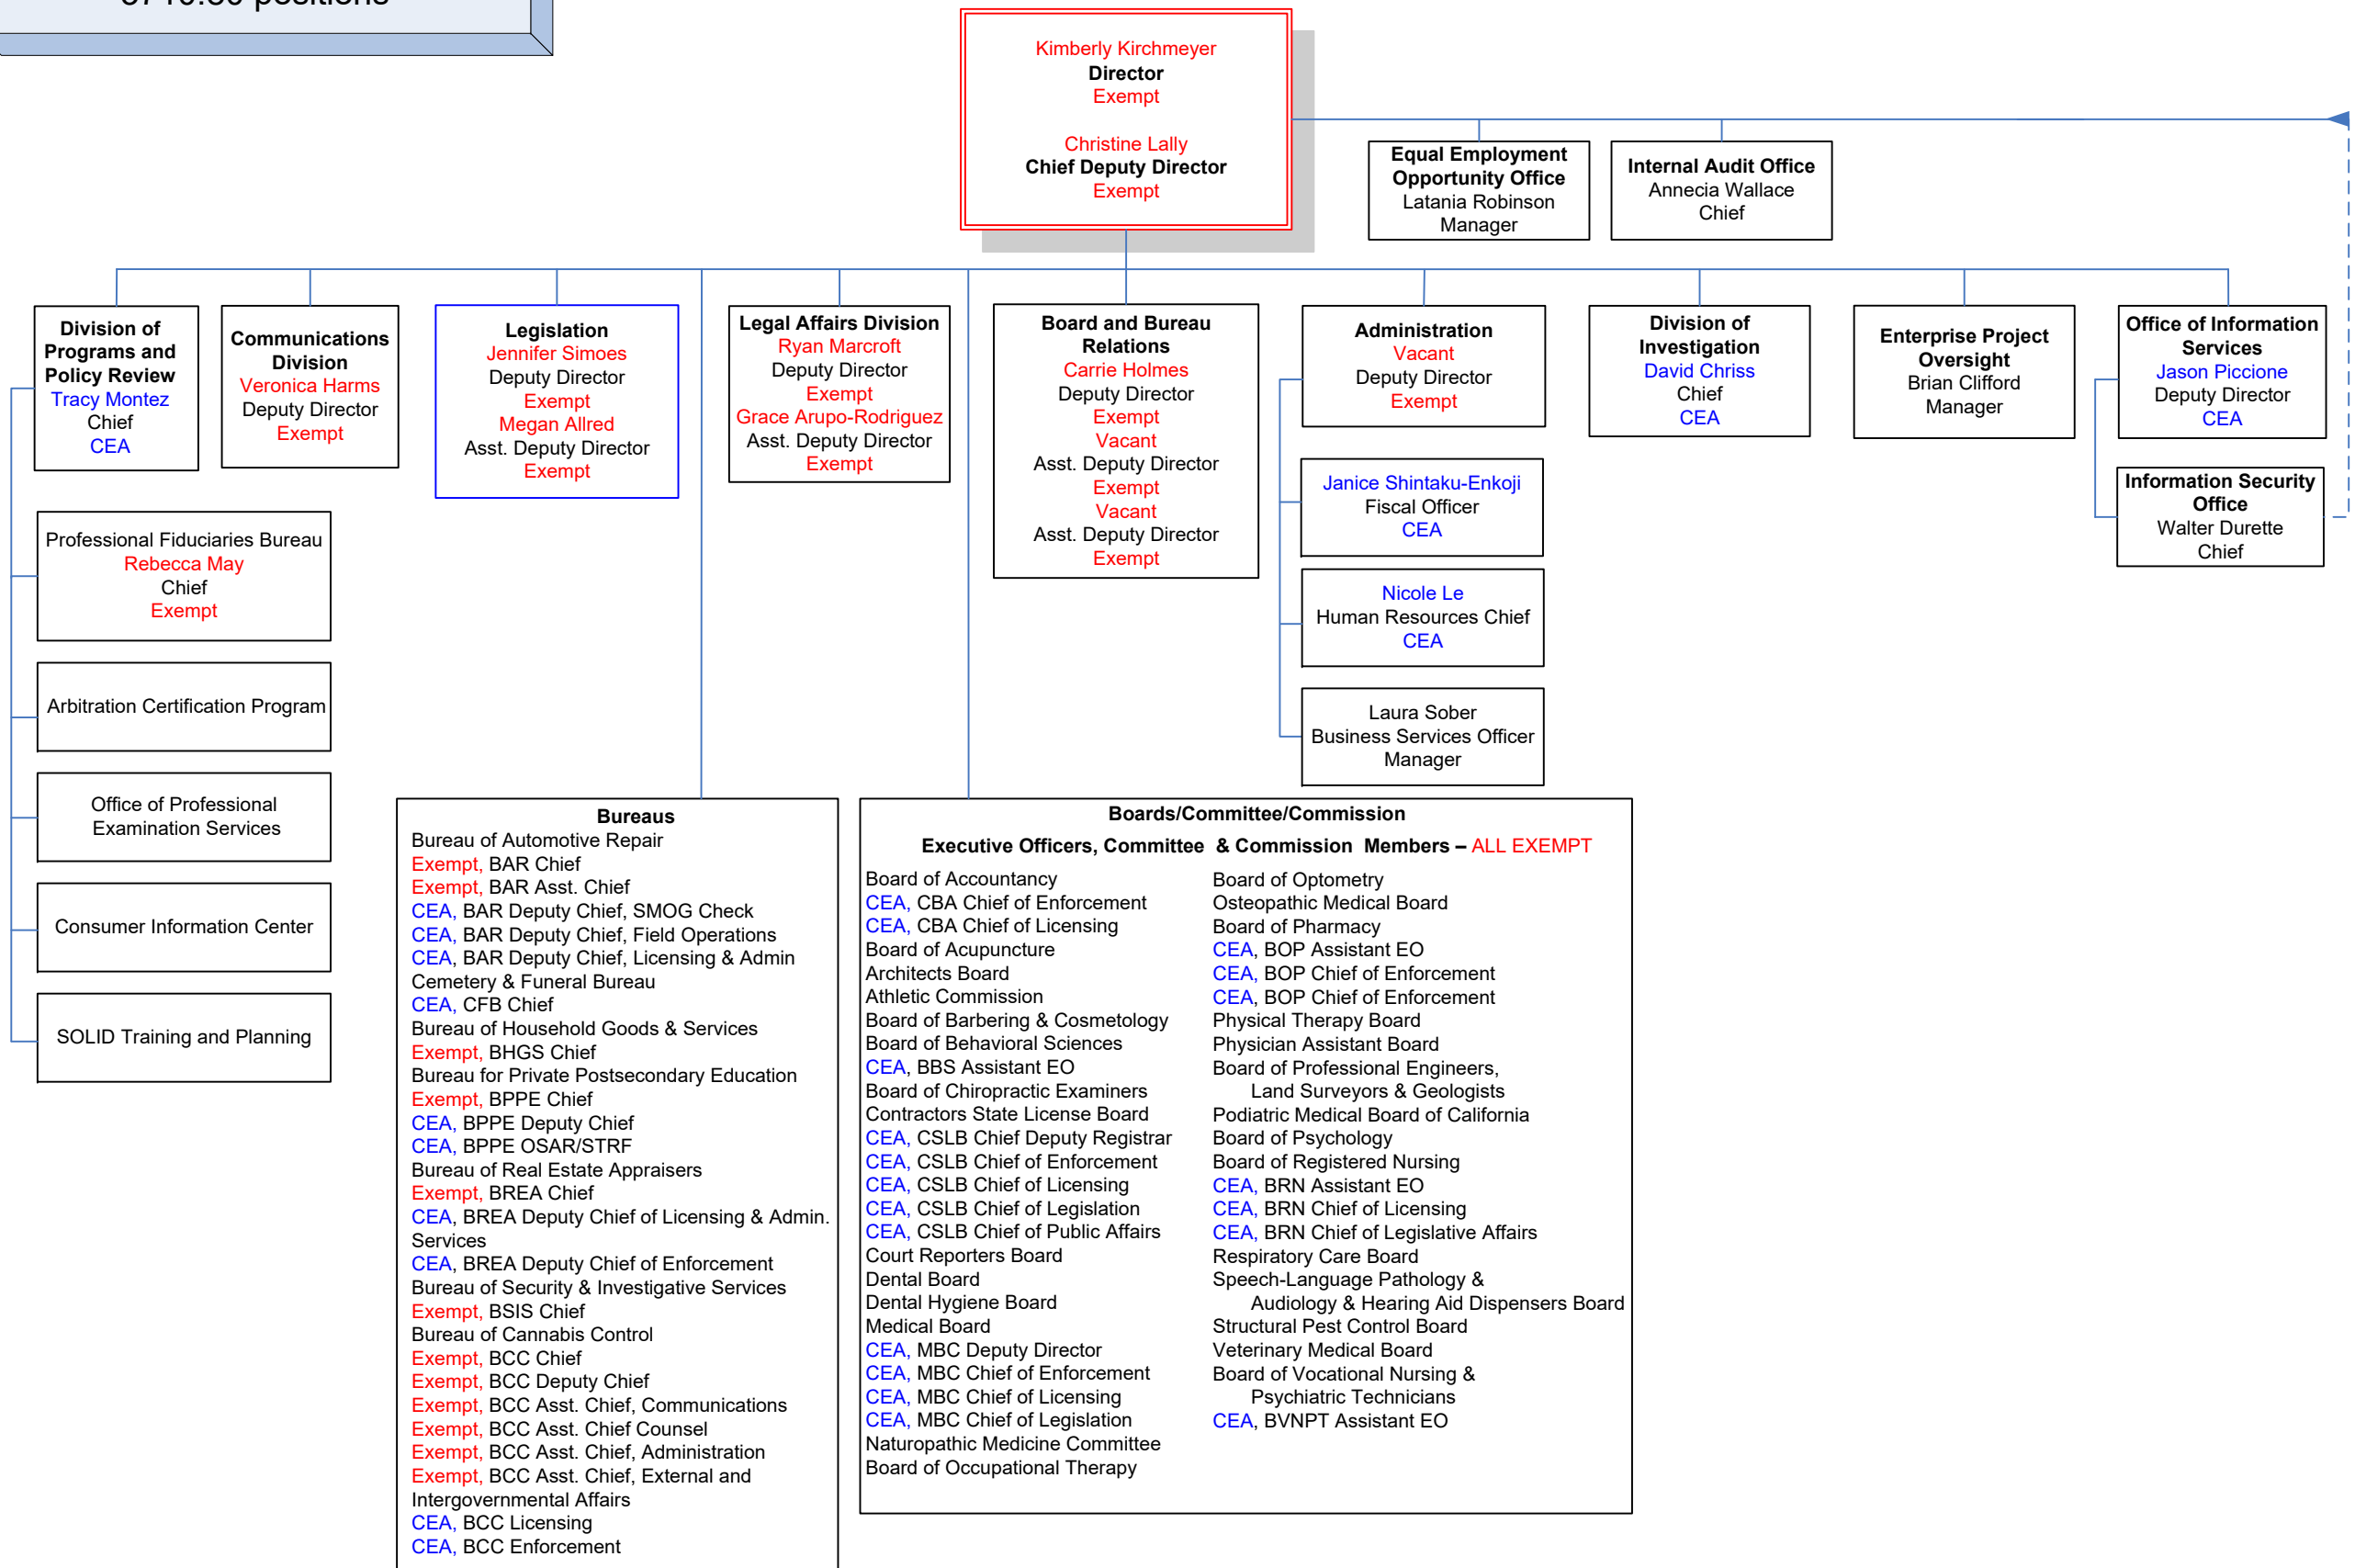 positions
Kimberly Kirchmeyer
Director
Exempt
Christine Lally
Chief Deputy Director
Exempt
Equal Employment
Opportunity Office
Latania Robinson
Manager
Internal Audit Office
Annecia Wallace
Chief
Division of
Programs and
Policy Review
Tracy Montez
Chief
CEA
Communications
Division
Veronica Harms
Deputy Director
Exempt
Legislation
Jennifer Simoes
Deputy Director
Exempt
Megan Allred
Asst. Deputy Director
Exempt
Legal Affairs Division
Ryan Marcroft
Deputy Director
Exempt
Grace Arupo-Rodriguez
Asst. Deputy Director
Exempt
Board and Bureau
Relations
Carrie Holmes
Deputy Director
Exempt
Vacant
Asst. Deputy Director
Exempt
Vacant
Asst. Deputy Director
Exempt
Administration
Vacant
Deputy Director
Exempt
Division of
Investigation
David Chriss
Chief
CEA
Enterprise Project
Oversight
Brian Clifford
Manager
Office of Information
Services
Jason Piccione
Deputy Director
CEA
Janice Shintaku-Enkoji
Fiscal Officer
CEA
Information Security
Office
Walter Durette
Chief
Professional Fiduciaries Bureau
Rebecca May
Chief
Exempt
Nicole Le
Human Resources Chief
CEA
Arbitration Certification Program
Laura Sober
Business Services Officer
Manager
Office of Professional
Examination Services
Consumer Information Center
SOLID Training and Planning
Bureaus
Bureau of Automotive Repair
Exempt, BAR Chief
Exempt, BAR Asst. Chief
CEA, BAR Deputy Chief, SMOG Check
CEA, BAR Deputy Chief, Field Operations
CEA, BAR Deputy Chief, Licensing & Admin
Cemetery & Funeral Bureau
CEA, CFB Chief
Bureau of Household Goods & Services
Exempt, BHGS Chief
Bureau for Private Postsecondary Education
Exempt, BPPE Chief
CEA, BPPE Deputy Chief
CEA, BPPE OSAR/STRF
Bureau of Real Estate Appraisers
Exempt, BREA Chief
CEA, BREA Deputy Chief of Licensing & Admin.
Services
CEA, BREA Deputy Chief of Enforcement
Bureau of Security & Investigative Services
Exempt, BSIS Chief
Bureau of Cannabis Control
Exempt, BCC Chief
Exempt, BCC Deputy Chief
Exempt, BCC Asst. Chief, Communications
Exempt, BCC Asst. Chief Counsel
Exempt, BCC Asst. Chief, Administration
Exempt, BCC Asst. Chief, External and
Intergovernmental Affairs
CEA, BCC Licensing
CEA, BCC Enforcement
Boards/Committee/Commission
Executive Officers, Committee & Commission Members – ALL EXEMPT
Board of Accountancy
CEA, CBA Chief of Enforcement
CEA, CBA Chief of Licensing
Board of Acupuncture
Architects Board
Athletic Commission
Board of Barbering & Cosmetology
Board of Behavioral Sciences
CEA, BBS Assistant EO
Board of Chiropractic Examiners
Contractors State License Board
CEA, CSLB Chief Deputy Registrar
CEA, CSLB Chief of Enforcement
CEA, CSLB Chief of Licensing
CEA, CSLB Chief of Legislation
CEA, CSLB Chief of Public Affairs
Court Reporters Board
Dental Board
Dental Hygiene Board
Medical Board
CEA, MBC Deputy Director
CEA, MBC Chief of Enforcement
CEA, MBC Chief of Licensing
CEA, MBC Chief of Legislation
Naturopathic Medicine Committee
Board of Occupational Therapy
Board of Optometry
Osteopathic Medical Board
Board of Pharmacy
CEA, BOP Assistant EO
CEA, BOP Chief of Enforcement
CEA, BOP Chief of Enforcement
Physical Therapy Board
Physician Assistant Board
Board of Professional Engineers,
Land Surveyors & Geologists
Podiatric Medical Board of California
Board of Psychology
Board of Registered Nursing
CEA, BRN Assistant EO
CEA, BRN Chief of Licensing
CEA, BRN Chief of Legislative Affairs
Respiratory Care Board
Speech-Language Pathology &
Audiology & Hearing Aid Dispensers Board
Structural Pest Control Board
Veterinary Medical Board
Board of Vocational Nursing &
Psychiatric Technicians
CEA, BVNPT Assistant EO